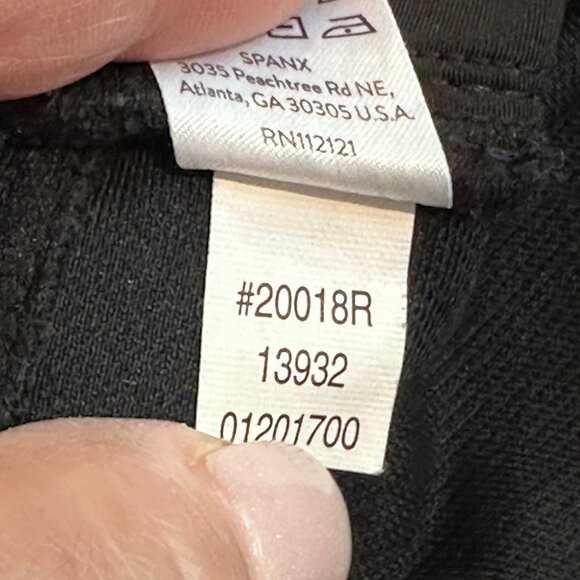 SPANX
3035 Peachtree Rd NE,
Atlanta, GA 30305 U.S.A.
RN112121
#20018R
13932
01201700